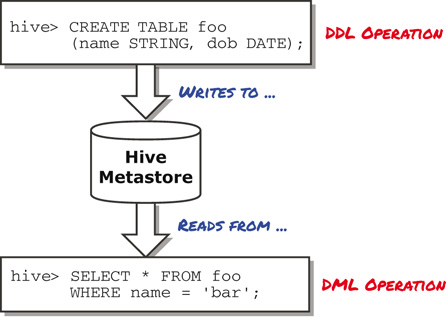 hive> CREATE TABLE foo
(name STRING, dob DATE);
DDL OPERATION
WRITES TO ...
Hive
Metastore
READS FROM ...
hive> SELECT * FROM foo
WHERE name = 'bar';
DML OPERATION